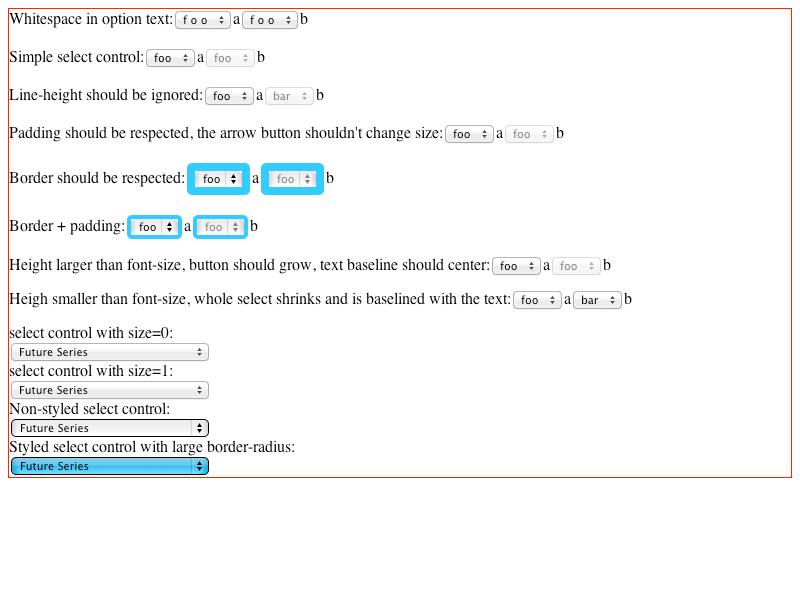 Whitespace in option text: f o o a f o o b
Simple select control: foo a foo b
Line-height should be ignored: foo a bar b
Padding should be respected, the arrow button shouldn't change size: foo a foo b
Border should be respected: foo a foo b
Border + padding: foo a foo b
Height larger than font-size, button should grow, text baseline should center: foo a foo b
Heigh smaller than font-size, whole select shrinks and is baselined with the text: foo a bar b
select control with size=0:
Future Series
select control with size=1:
Future Series
Non-styled select control:
Future Series
Styled select control with large border-radius:
Future Series